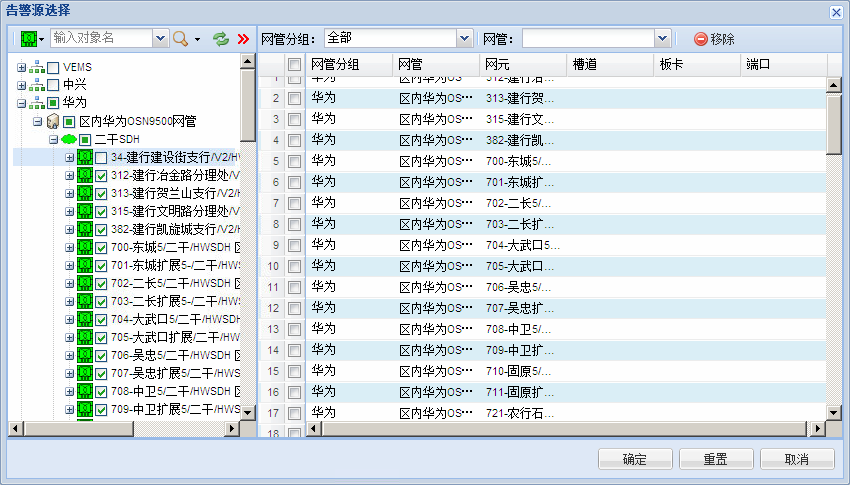 告警源选择
输入对象名 网管分组: 全部 网管: 移除
VEMS
中兴
华为
区内华为OSN9500网管
二干SDH
34-建行建设街支行/V2/HW
312-建行冶金路分理处/V
313-建行贺兰山支行/V2/H
315-建行文明路分理处/V
382-建行凯旋城支行/V2/H
700-东城5/二干/HWSDH 区
701-东城扩展5-/二干/HWS
702-二长5/二干/HWSDH 区
703-二长扩展5-/二干/HWS
704-大武口5/二干/HWSDH
705-大武口扩展/二干/HWS
706-吴忠5/二干/HWSDH 区
707-吴忠扩展5/二干/HWS
708-中卫5/二干/HWSDH 区
709-中卫扩展5/二干/HWS
网管分组 网管 网元 槽道 板卡 端口
华为 区内华为OS… 312-建行冶…
2 华为 区内华为OS… 313-建行贺…
3 华为 区内华为OS… 315-建行文…
4 华为 区内华为OS… 382-建行凯…
5 华为 区内华为OS… 700-东城5/…
6 华为 区内华为OS… 701-东城扩…
7 华为 区内华为OS… 702-二长5/…
8 华为 区内华为OS… 703-二长扩…
9 华为 区内华为OS… 704-大武口5…
10 华为 区内华为OS… 705-大武口…
11 华为 区内华为OS… 706-吴忠5/…
12 华为 区内华为OS… 707-吴忠扩…
13 华为 区内华为OS… 708-中卫5/…
14 华为 区内华为OS… 709-中卫扩…
15 华为 区内华为OS… 710-固原5/…
16 华为 区内华为OS… 711-固原扩…
17 华为 区内华为OS… 721-农行石…
18
确定 重置 取消